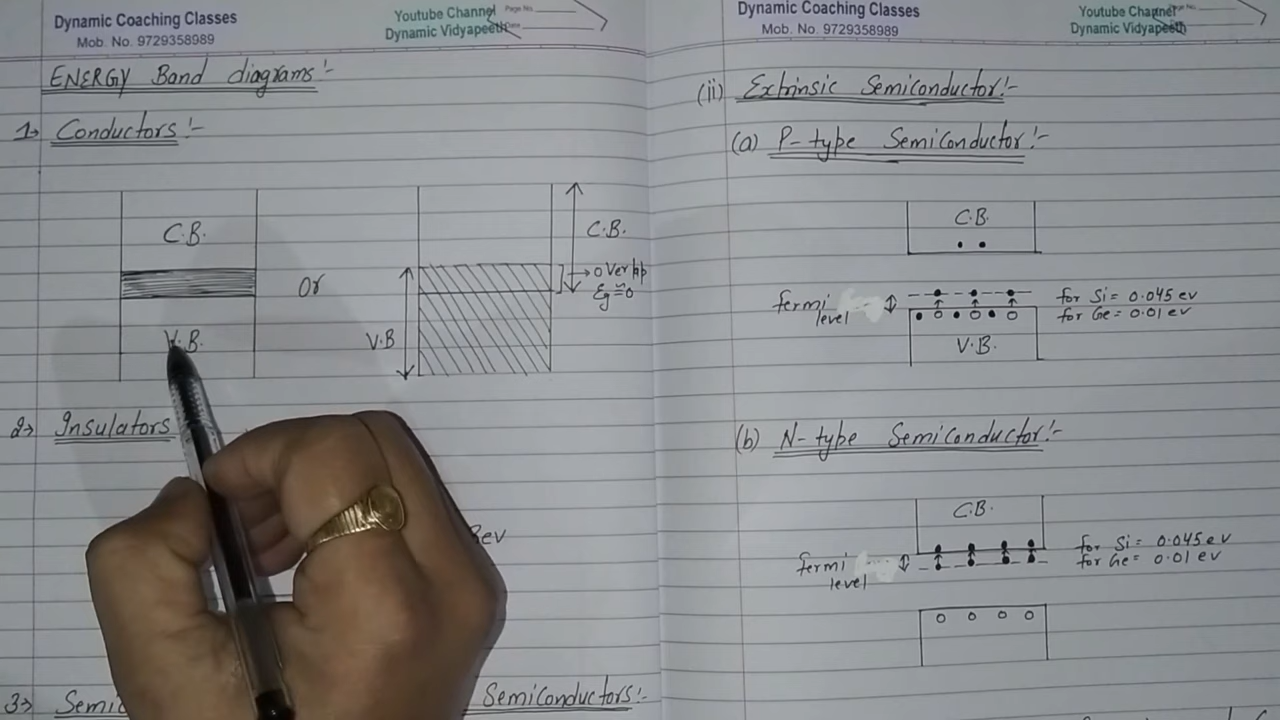 Dynamic Coaching Classes
Mob. No. 9729358989
Youtube Channel
Dynamic Vidyapeeth
Page No.
Date
ENERGY Band diagrams:-
1→ Conductors:-
C.B.
V.B.
Or
V.B
C.B.
→ Overlap
Eg≈0
2→ Insulators
3→ Semi
Semiconductors:-
Dynamic Coaching Classes
Mob. No. 9729358989
Youtube Channel
Dynamic Vidyapeeth
(ii) Extrinsic Semiconductor:-
(a) P-type Semiconductor:-
C.B.
fermi
level
for Si = 0.045 ev
for Ge = 0.01 ev
V.B.
(b) N-type Semiconductor:-
C.B.
fermi
level
for Si = 0.045 ev
for Ge = 0.01 ev